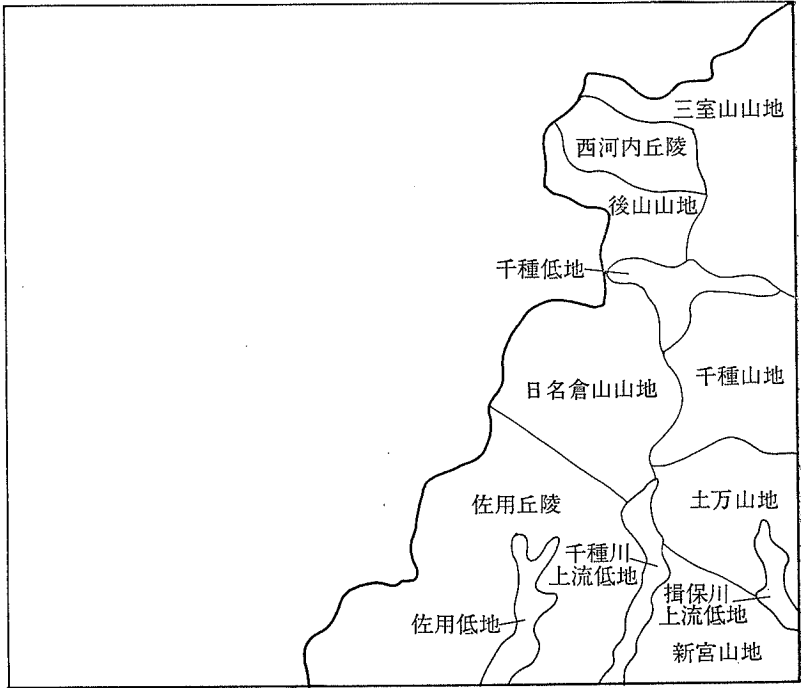 三室山山地
西河内丘陵
後山山地
千種低地
千種山地
日名倉山山地
佐用丘陵
土万山地
千種川
上流低地
揖保川
上流低地
佐用低地
新宮山地